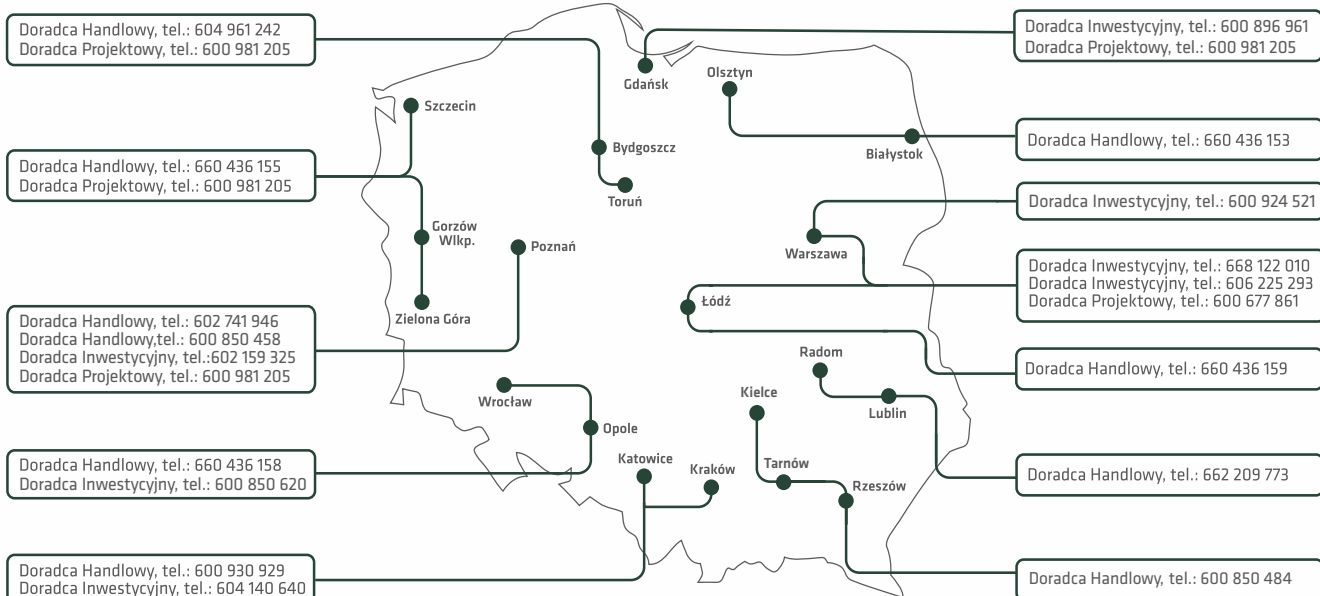 Doradca Handlowy, tel.: 604 961 242
Doradca Projektowy, tel.: 600 981 205
Doradca Handlowy, tel.: 660 436 155
Doradca Projektowy, tel.: 600 981 205
Doradca Handlowy, tel.: 602 741 946
Doradca Handlowy,tel.: 600 850 458
Doradca Inwestycyjny, tel.:602 159 325
Doradca Projektowy, tel.: 600 981 205
Doradca Handlowy, tel.: 660 436 158
Doradca Inwestycyjny, tel.: 600 850 620
Doradca Handlowy, tel.: 600 930 929
Doradca Inwestycyjny, tel.: 604 140 640
Gdańsk
Olsztyn
Szczecin
Bydgoszcz
Białystok
Toruń
Gorzów
Wlkp.
Poznań
Warszawa
Zielona Góra
Łódź
Radom
Wrocław
Kielce
Lublin
Opole
Katowice
Kraków
Tarnów
Rzeszów
Doradca Inwestycyjny, tel.: 600 896 961
Doradca Projektowy, tel.: 600 981 205
Doradca Handlowy, tel.: 660 436 153
Doradca Inwestycyjny, tel.: 600 924 521
Doradca Inwestycyjny, tel.: 668 122 010
Doradca Inwestycyjny, tel.: 606 225 293
Doradca Projektowy, tel.: 600 677 861
Doradca Handlowy, tel.: 660 436 159
Doradca Handlowy, tel.: 662 209 773
Doradca Handlowy, tel.: 600 850 484